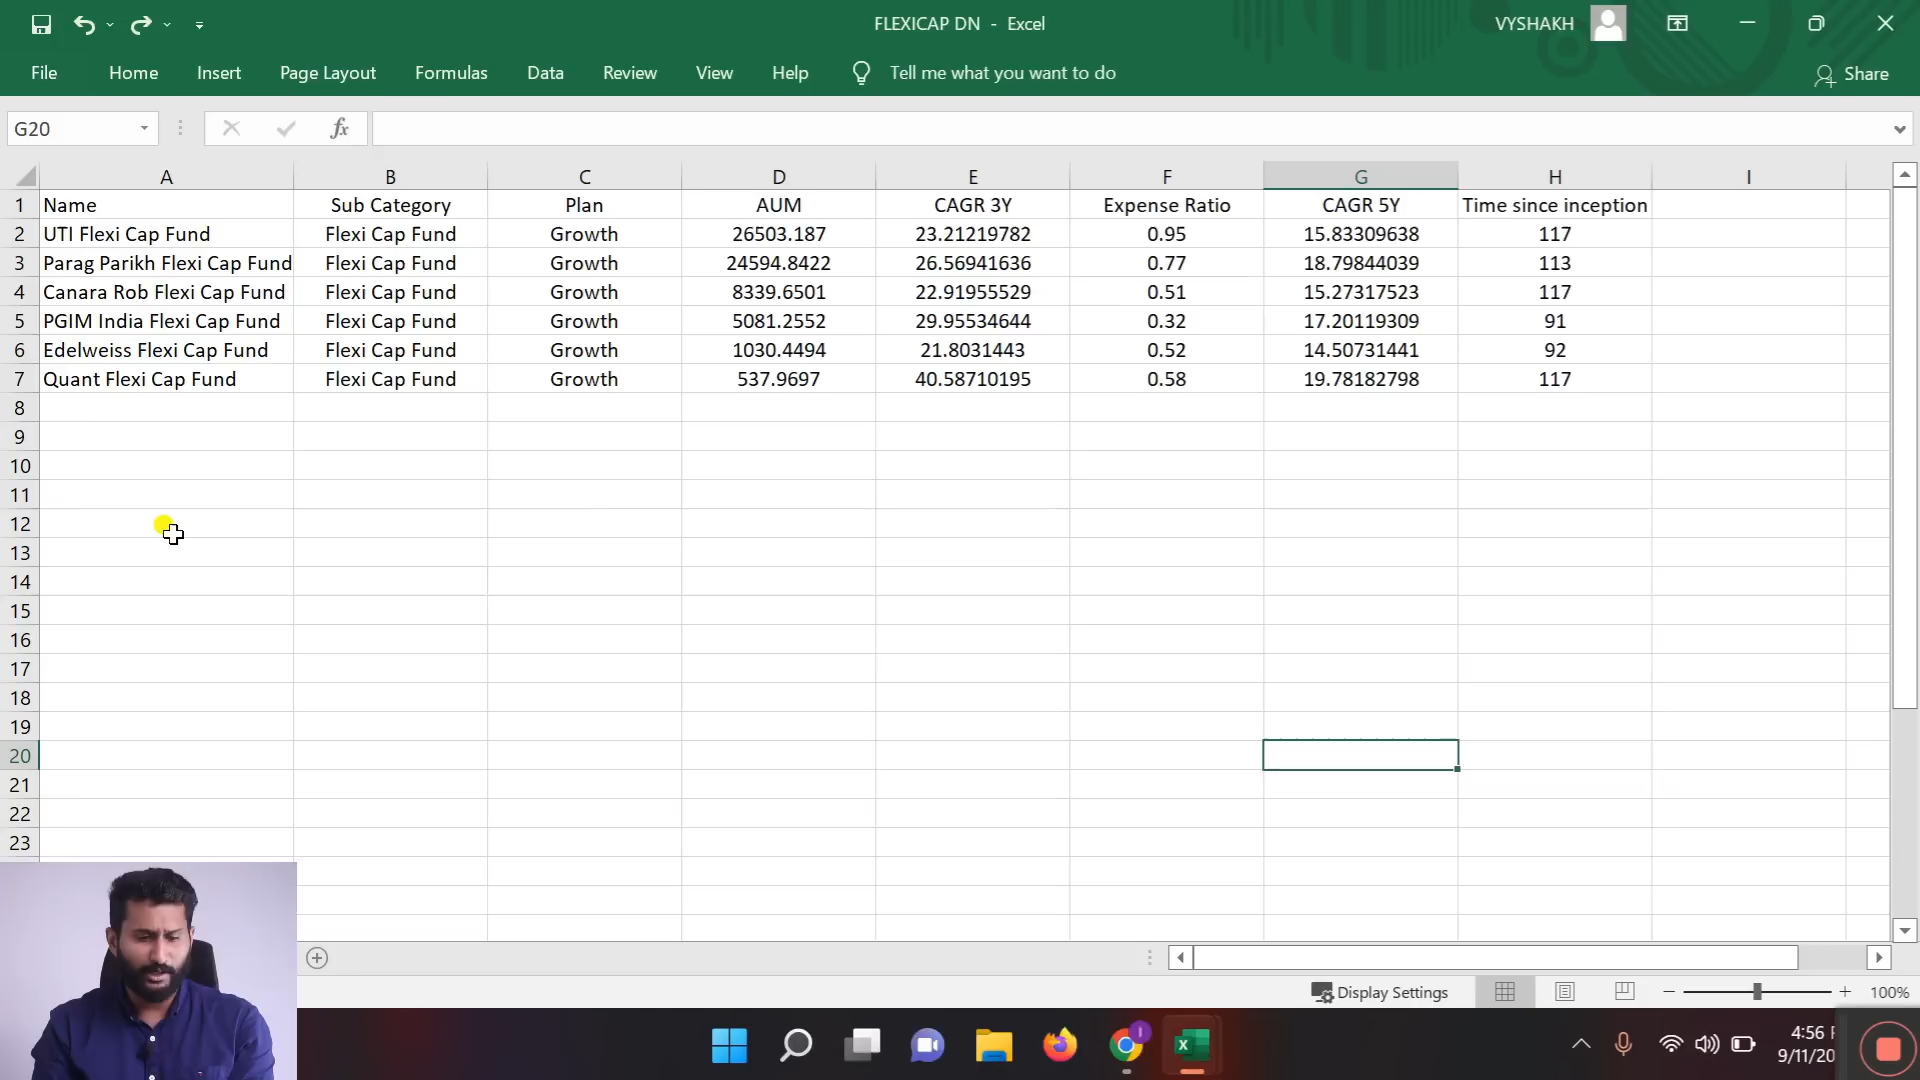 FLEXICAP DN - Excel
VYSHAKH
File Home Insert Page Layout Formulas Data Review View Help Tell me what you want to do Share
G20 fx
A B C D E F G H I
1 Name Sub Category Plan AUM CAGR 3Y Expense Ratio CAGR 5Y Time since inception
2 UTI Flexi Cap Fund Flexi Cap Fund Growth 26503.187 23.21219782 0.95 15.83309638 117
3 Parag Parikh Flexi Cap Fund Flexi Cap Fund Growth 24594.8422 26.56941636 0.77 18.79844039 113
4 Canara Rob Flexi Cap Fund Flexi Cap Fund Growth 8339.6501 22.91955529 0.51 15.27317523 117
5 PGIM India Flexi Cap Fund Flexi Cap Fund Growth 5081.2552 29.95534644 0.32 17.20119309 91
6 Edelweiss Flexi Cap Fund Flexi Cap Fund Growth 1030.4494 21.8031443 0.52 14.50731441 92
7 Quant Flexi Cap Fund Flexi Cap Fund Growth 537.9697 40.58710195 0.58 19.78182798 117
8
9
10
11
12
13
14
15
16
17
18
19
20
21
22
23
Display Settings 100%
4:56
9/11/20